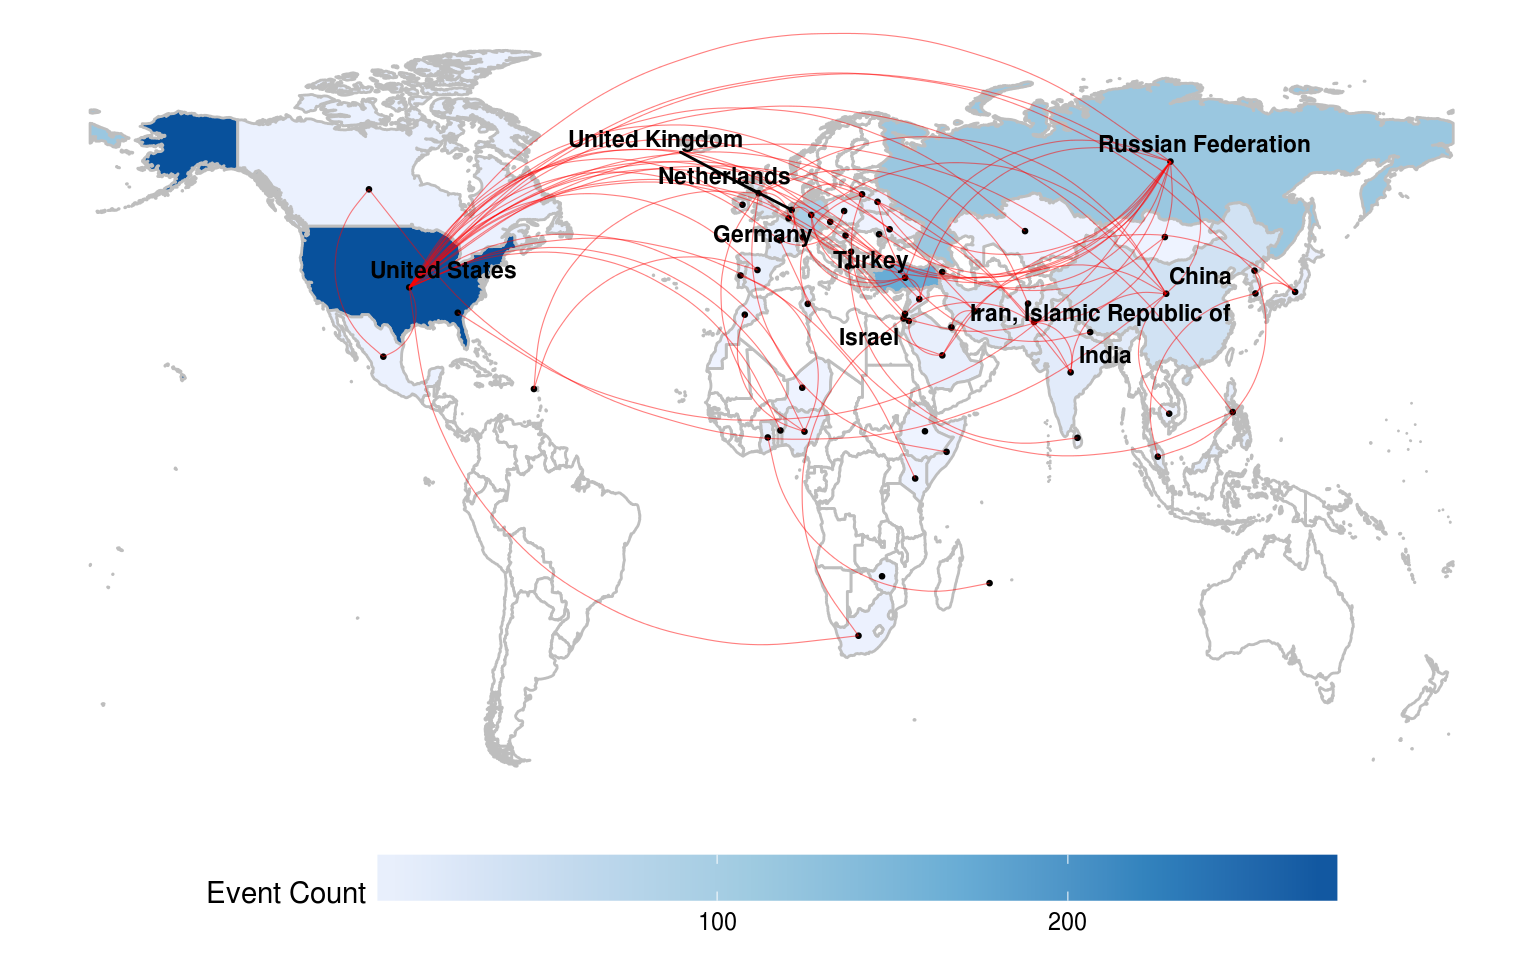 United Kingdom
Russian Federation
Netherlands
Germany
Turkey
United States
China
Iran, Islamic Republic of
Israel
India
Event Count
100
200